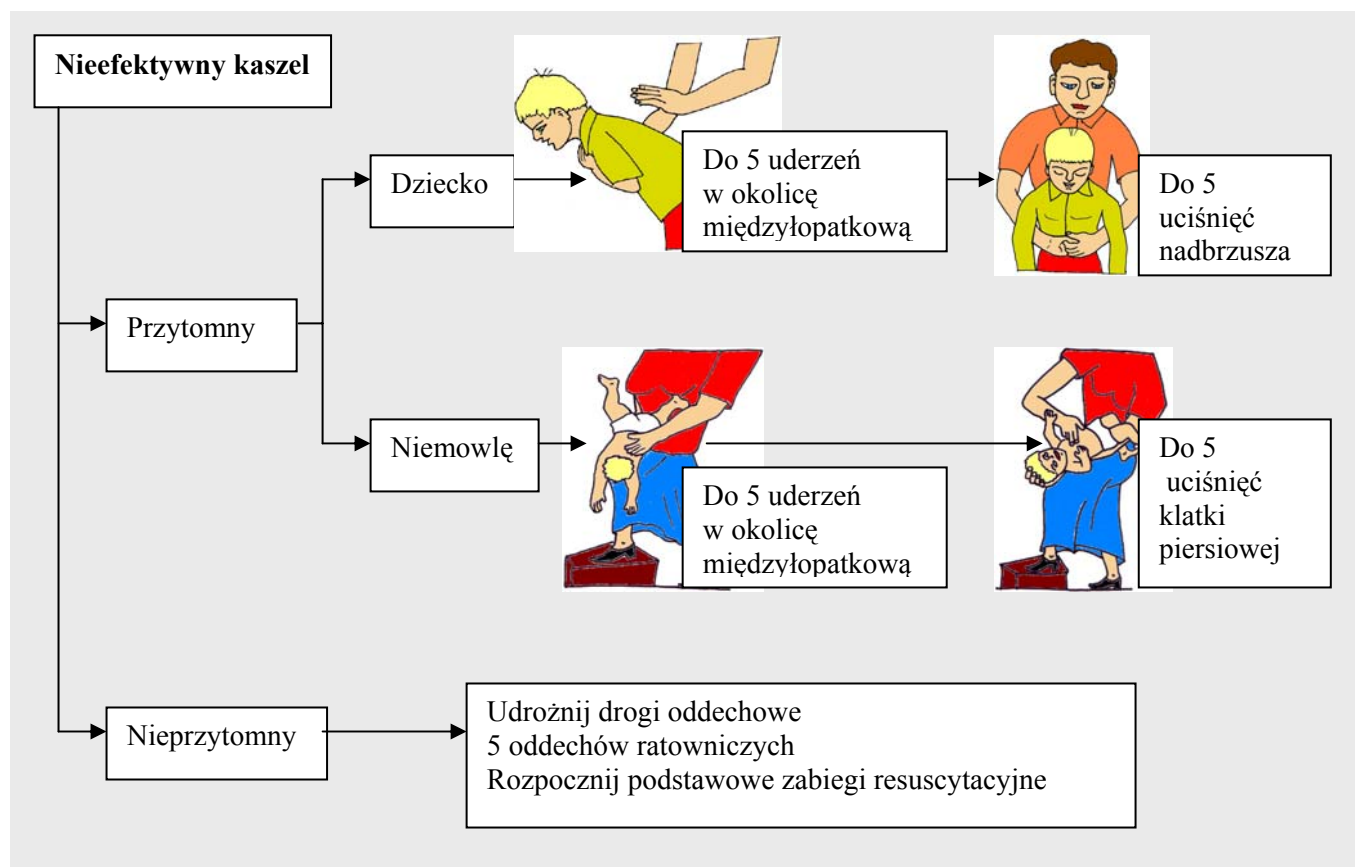 Nieefektywny kaszel
Dziecko
Do 5 uderzeń
w okolicę
międzyłopatkową
Do 5
uciśnięć
nadbrzusza
Przytomny
Niemowlę
Do 5 uderzeń
w okolicę
międzyłopatkową
Do 5
uciśnięć
klatki
piersiowej
Nieprzytomny
Udrożnij drogi oddechowe
5 oddechów ratowniczych
Rozpocznij podstawowe zabiegi resuscytacyjne